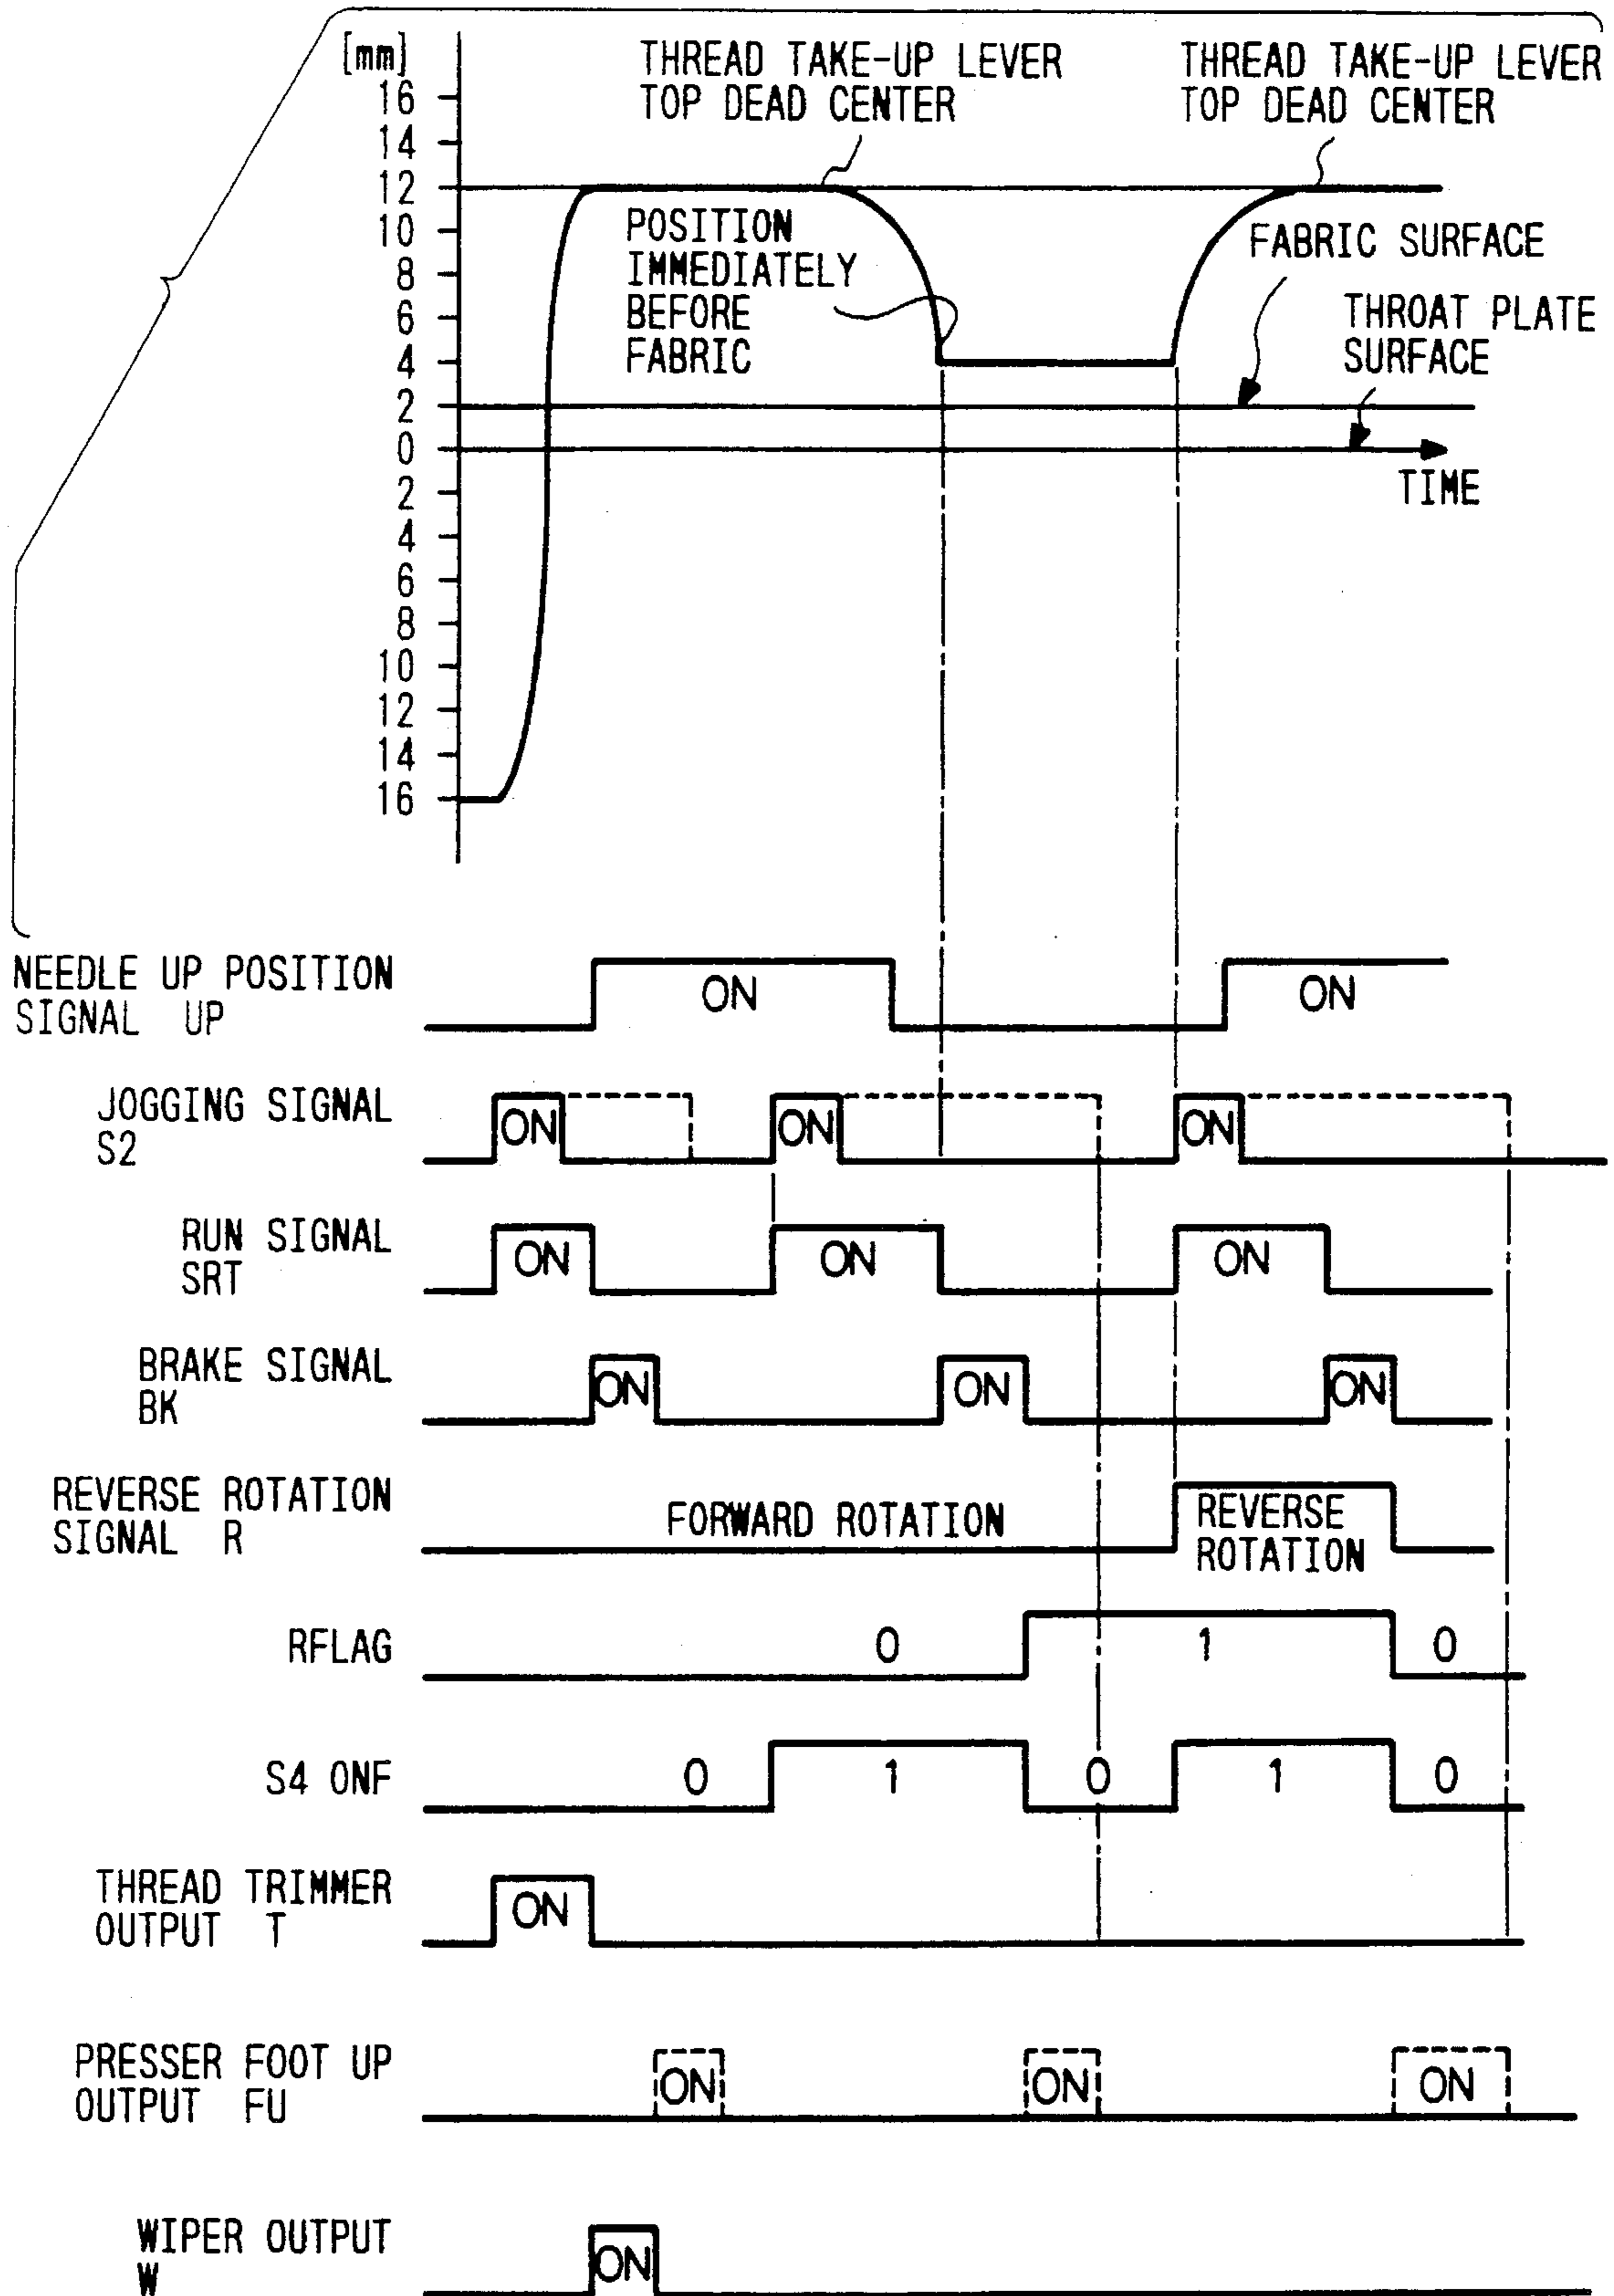 [mm]
THREAD TAKE-UP LEVER
TOP DEAD CENTER
THREAD TAKE-UP LEVER
TOP DEAD CENTER
16
14
12
10
8
6
4
2
0
2
4
6
8
10
12
14
16
POSITION
IMMEDIATELY
BEFORE
FABRIC
FABRIC SURFACE
THROAT PLATE
SURFACE
TIME
NEEDLE UP POSITION
SIGNAL UP
ON
ON
JOGGING SIGNAL
S2
ON
ON
ON
RUN SIGNAL
SRT
ON
ON
ON
BRAKE SIGNAL
BK
ON
ON
ON
REVERSE ROTATION
SIGNAL R
FORWARD ROTATION
REVERSE
ROTATION
RFLAG
0
1
0
S4 ONF
0
1
0
1
0
THREAD TRIMMER
OUTPUT T
ON
PRESSER FOOT UP
OUTPUT FU
ON
ON
ON
WIPER OUTPUT
W
ON